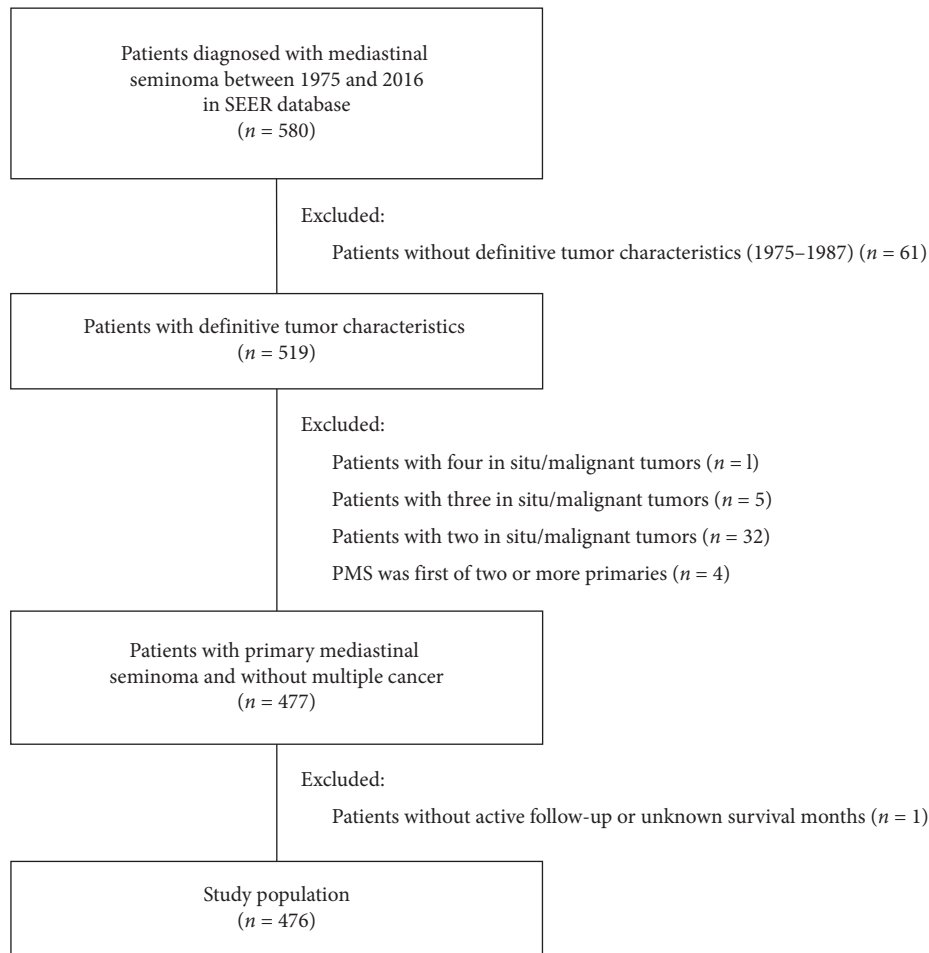 Patients diagnosed with mediastinal
seminoma between 1975 and 2016
in SEER database
(n = 580)
Excluded:
Patients without definitive tumor characteristics (1975–1987) (n = 61)
Patients with definitive tumor characteristics
(n = 519)
Excluded:
Patients with four in situ/malignant tumors (n = l)
Patients with three in situ/malignant tumors (n = 5)
Patients with two in situ/malignant tumors (n = 32)
PMS was first of two or more primaries (n = 4)
Patients with primary mediastinal
seminoma and without multiple cancer
(n = 477)
Excluded:
Patients without active follow-up or unknown survival months (n = 1)
Study population
(n = 476)